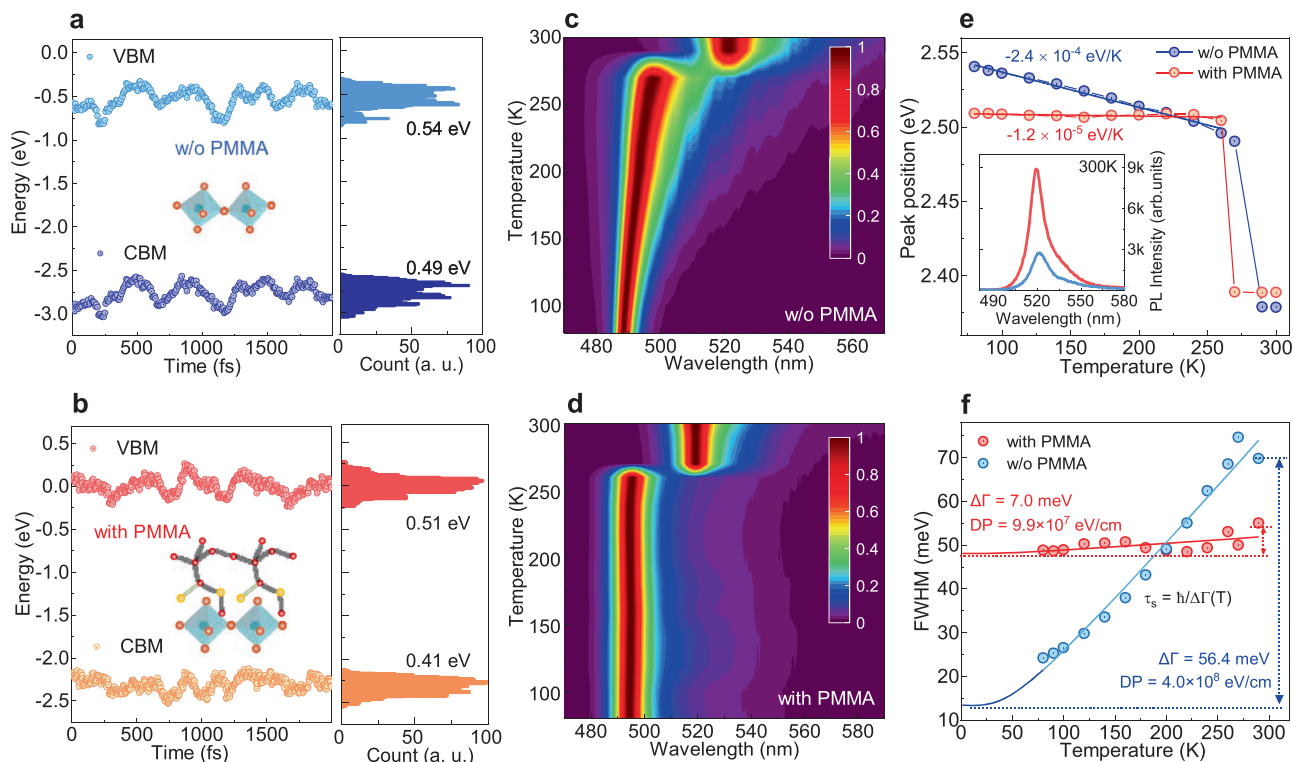 a
0.0
-0.5
-1.0
-1.5
-2.0
-2.5
-3.0
Energy (eV)
VBM
w/o PMMA
CBM
0 500 1000 1500
Time (fs)
0.54 eV
0.49 eV
0 50 100
Count (a. u.)
b
0.5
0.0
-0.5
-1.0
-1.5
-2.0
-2.5
Energy (eV)
VBM
with PMMA
CBM
0 500 1000 1500
Time (fs)
0.51 eV
0.41 eV
0 50 100
Count (a. u.)
c
300
250
200
150
100
Temperature (K)
1
0.8
0.6
0.4
0.2
0
w/o PMMA
480 500 520 540 560
Wavelength (nm)
d
300
250
200
150
100
Temperature (K)
1
0.8
0.6
0.4
0.2
0
with PMMA
480 500 520 540 560
Wavelength (nm)
e
2.55
2.50
2.45
2.40
Peak position (eV)
-2.4 × 10⁻⁴ eV/K
w/o PMMA
with PMMA
-1.2 × 10⁻⁵ eV/K
300K
9k
6k
3k
PL Intensity (arb.units)
490 520 550 580
Wavelength (nm)
100 150 200 250 300
Temperature (K)
f
70
60
50
40
30
20
10
FWHM (meV)
with PMMA
w/o PMMA
ΔΓ = 7.0 meV
DP = 9.9×10⁷ eV/cm
τₛ = ħ/ΔΓ(T)
ΔΓ = 56.4 meV
DP = 4.0×10⁸ eV/cm
0 50 100 150 200 250 300
Temperature (K)